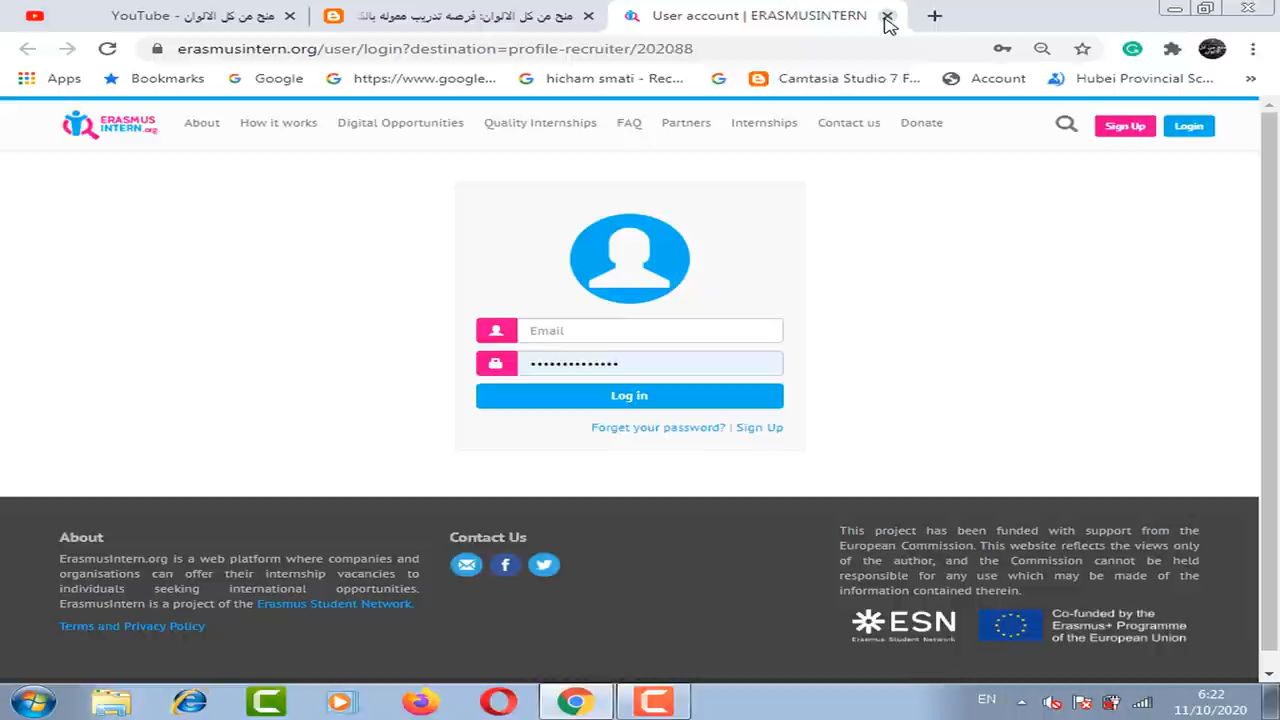 منح من كل الالوان - YouTube
منح من كل الالوان: فرصة تدريب ممولة بالك
User account | ERASMUSINTERN
erasmusintern.org/user/login?destination=profile-recruiter/202088
Apps
Bookmarks
Google
https://www.google...
hicham smati - Rec...
Camtasia Studio 7 F...
Account
Hubei Provincial Sc...
»
ERASMUS
INTERN.org
About
How it works
Digital Opportunities
Quality Internships
FAQ
Partners
Internships
Contact us
Donate
Sign Up
Login
Email
••••••••••••••
Log in
Forget your password? | Sign Up
About
ErasmusIntern.org is a web platform where companies and
organisations can offer their internship vacancies to
individuals seeking international opportunities.
ErasmusIntern is a project of the Erasmus Student Network.
Terms and Privacy Policy
Contact Us
This project has been funded with support from the
European Commission. This website reflects the views only
of the author, and the Commission cannot be held
responsible for any use which may be made of the
information contained therein.
ESN
Erasmus Student Network
Co-funded by the
Erasmus+ Programme
of the European Union
EN
6:22
11/10/2020